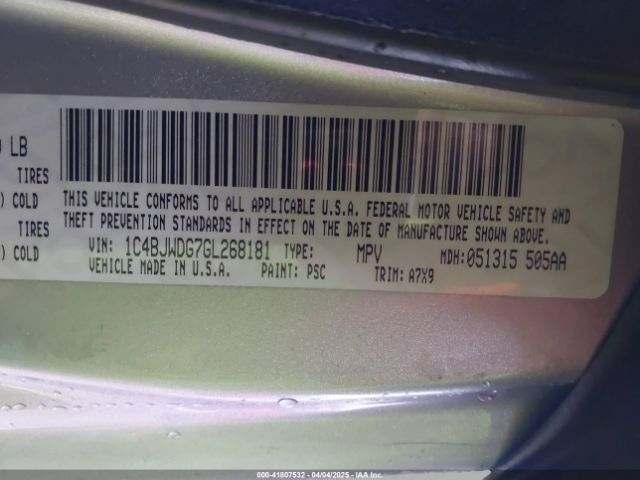 LB
TIRES
) COLD
TIRES
) COLD
THIS VEHICLE CONFORMS TO ALL APPLICABLE U.S.A. FEDERAL MOTOR VEHICLE SAFETY AND
THEFT PREVENTION STANDARDS IN EFFECT ON THE DATE OF MANUFACTURE SHOWN ABOVE.
VIN: 1C4BJWDG7GL268181 TYPE: MPV MDH:051315 505AA
VEHICLE MADE IN U.S.A. PAINT: PSC TRIM: A7X9
000-41807532 - 04/04/2025 - IAA Inc.